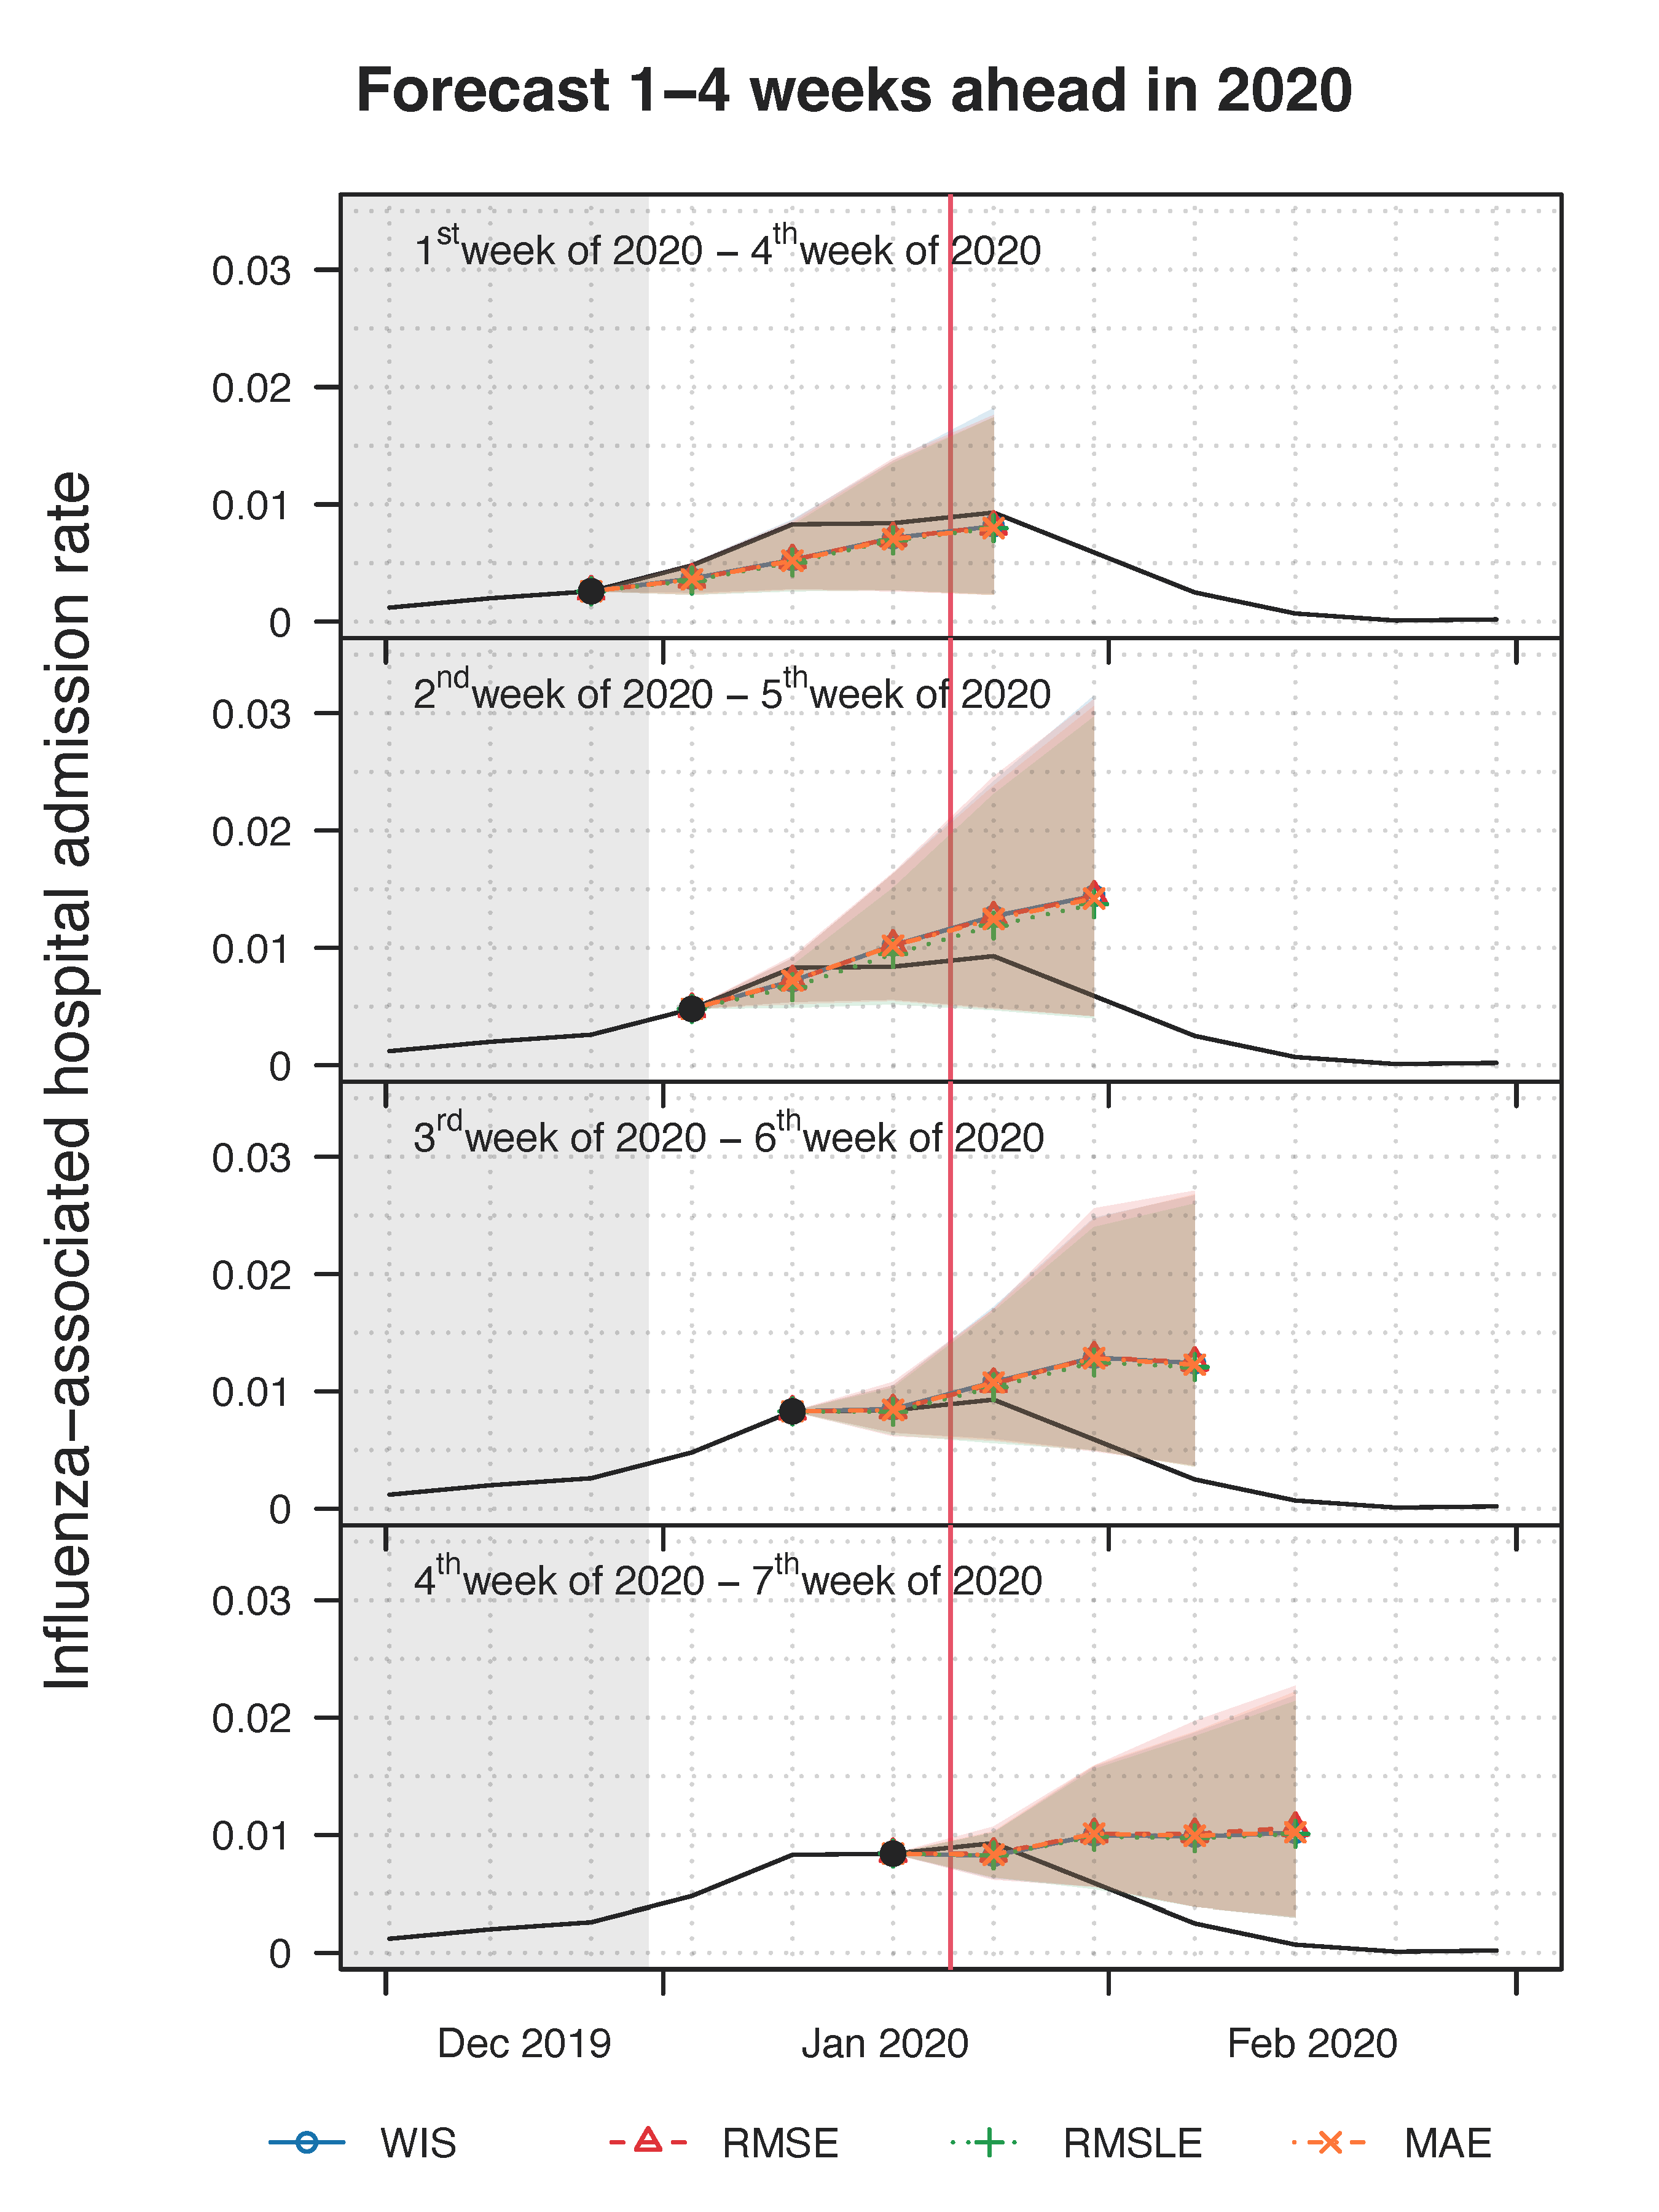 Forecast 1–4 weeks ahead in 2020
Influenza–associated hospital admission rate
1st week of 2020 – 4th week of 2020
0.03
0.02
0.01
0
2nd week of 2020 – 5th week of 2020
0.03
0.02
0.01
0
3rd week of 2020 – 6th week of 2020
0.03
0.02
0.01
0
4th week of 2020 – 7th week of 2020
0.03
0.02
0.01
0
Dec 2019 Jan 2020 Feb 2020
WIS RMSE RMSLE MAE